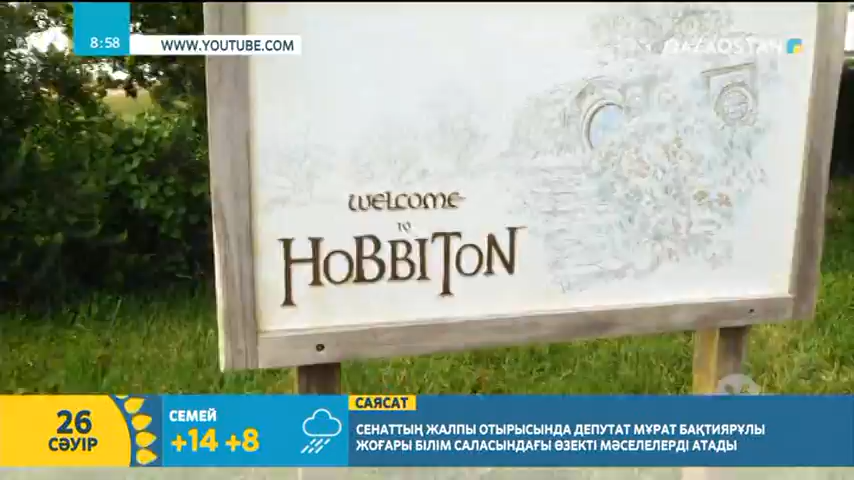 8:58
WWW.YOUTUBE.COM
QAZAQSTAN
WELCOME
TO
HOBBITON
26
СӘУІР
СЕМЕЙ
+14 +8
САЯСАТ
СЕНАТТЫҢ ЖАЛПЫ ОТЫРЫСЫНДА ДЕПУТАТ МҰРАТ БАҚТИЯРҰЛЫ
ЖОҒАРЫ БІЛІМ САЛАСЫНДАҒЫ ӨЗЕКТІ МӘСЕЛЕЛЕРДІ АТАДЫ